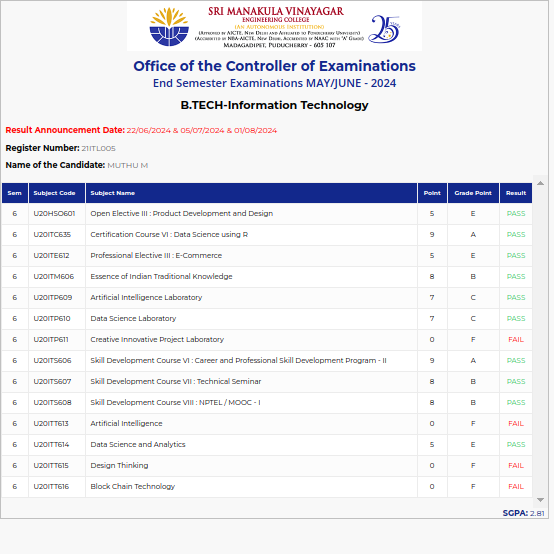 SRI MANAKULA VINAYAGAR
ENGINEERING COLLEGE
(AN AUTONOMOUS INSTITUTION)
(APPROVED BY AICTE, NEW DELHI AND AFFILIATED TO PONDICHERRY UNIVERSITY)
(ACCREDITED BY NBA-AICTE, NEW DELHI, ACCREDITED BY NAAC WITH 'A' GRADE)
MADAGADIPET, PUDUCHERRY - 605 107
25
Office of the Controller of Examinations
End Semester Examinations MAY/JUNE - 2024
B.TECH-Information Technology
Result Announcement Date: 22/06/2024 & 05/07/2024 & 01/08/2024
Register Number: 21ITL005
Name of the Candidate: MUTHU M
Sem Subject Code Subject Name Point Grade Point Result
6 U20HSO601 Open Elective III : Product Development and Design 5 E PASS
6 U20ITC635 Certification Course VI : Data Science using R 9 A PASS
6 U20ITE612 Professional Elective III : E-Commerce 5 E PASS
6 U20ITM606 Essence of Indian Traditional Knowledge 8 B PASS
6 U20ITP609 Artificial Intelligence Laboratory 7 C PASS
6 U20ITP610 Data Science Laboratory 7 C PASS
6 U20ITP611 Creative Innovative Project Laboratory 0 F FAIL
6 U20ITS606 Skill Development Course VI : Career and Professional Skill Development Program - II 9 A PASS
6 U20ITS607 Skill Development Course VII : Technical Seminar 8 B PASS
6 U20ITS608 Skill Development Course VIII : NPTEL / MOOC - I 8 B PASS
6 U20ITT613 Artificial Intelligence 0 F FAIL
6 U20ITT614 Data Science and Analytics 5 E PASS
6 U20ITT615 Design Thinking 0 F FAIL
6 U20ITT616 Block Chain Technology 0 F FAIL
SGPA: 2.81